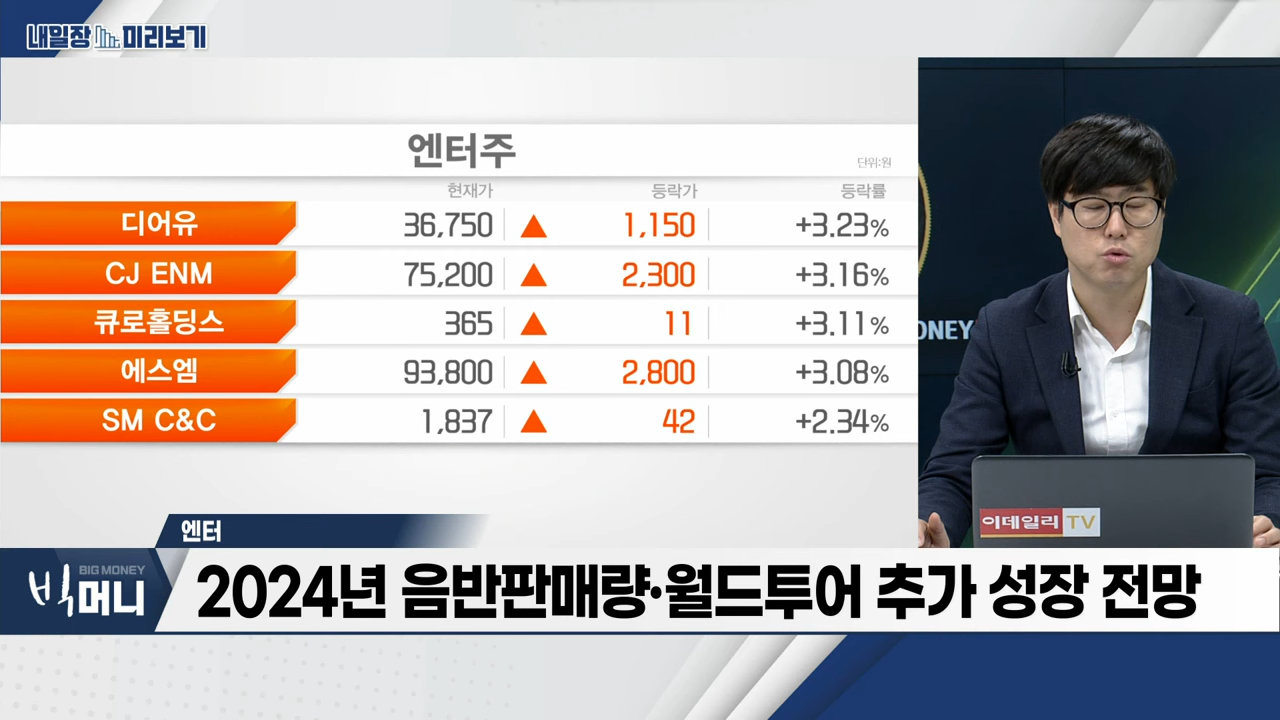 내일장 미리보기
엔터주
단위:원
현재가 등락가 등락률
디어유 36,750 ▲ 1,150 +3.23%
CJ ENM 75,200 ▲ 2,300 +3.16%
큐로홀딩스 365 ▲ 11 +3.11%
에스엠 93,800 ▲ 2,800 +3.08%
SM C&C 1,837 ▲ 42 +2.34%
ONEY
이데일리 TV
엔터
BIG MONEY
빅머니
2024년 음반판매량·월드투어 추가 성장 전망